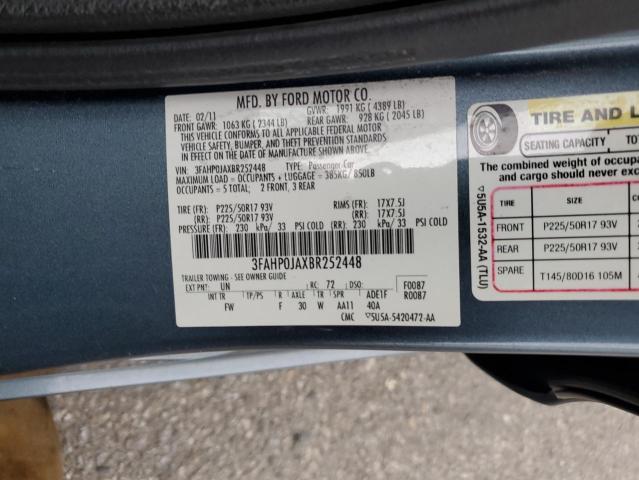 MFD. BY FORD MOTOR CO.
DATE: 02/11 GVWR: 1991 KG ( 4389 LB)
FRONT GAWR: 1063 KG ( 2344 LB) REAR GAWR: 928 KG ( 2045 LB)
THIS VEHICLE CONFORMS TO ALL APPLICABLE FEDERAL MOTOR
VEHICLE SAFETY, BUMPER, AND THEFT PREVENTION STANDARDS
IN EFFECT ON THE DATE OF MANUFACTURE SHOWN ABOVE.
VIN: 3FAHP0JAXBR252448 TYPE: Passenger Car
MAXIMUM LOAD = OCCUPANTS + LUGGAGE = 385KG/ 850LB
OCCUPANTS = 5 TOTAL; 2 FRONT, 3 REAR
TIRE (FR): P225/50R17 93V RIMS (FR): 17X7.5J
(RR): P225/50R17 93V (RR): 17X7.5J
PRESSURE (FR): 230 kPa/ 33 PSI COLD (RR): 230 kPa/ 33 PSI COLD
3FAHP0JAXBR252448
TRAILER TOWING - SEE OWNER GUIDE
EXT PNT: UN RC: 72 DSO: F0087
INT TR TP/PS R AXLE TR SPR ADE1F R0087
FW F 30 W AA11 40A
CMC ▽5U5A-5420472-AA
TIRE AND L
SEATING CAPACITY TO
The combined weight of occupa
and cargo should never exc
TIRE SIZE
FRONT P225/50R17 93V
REAR P225/50R17 93V
SPARE T145/80D16 105M
▽5U5A-1532-AA (TLU)